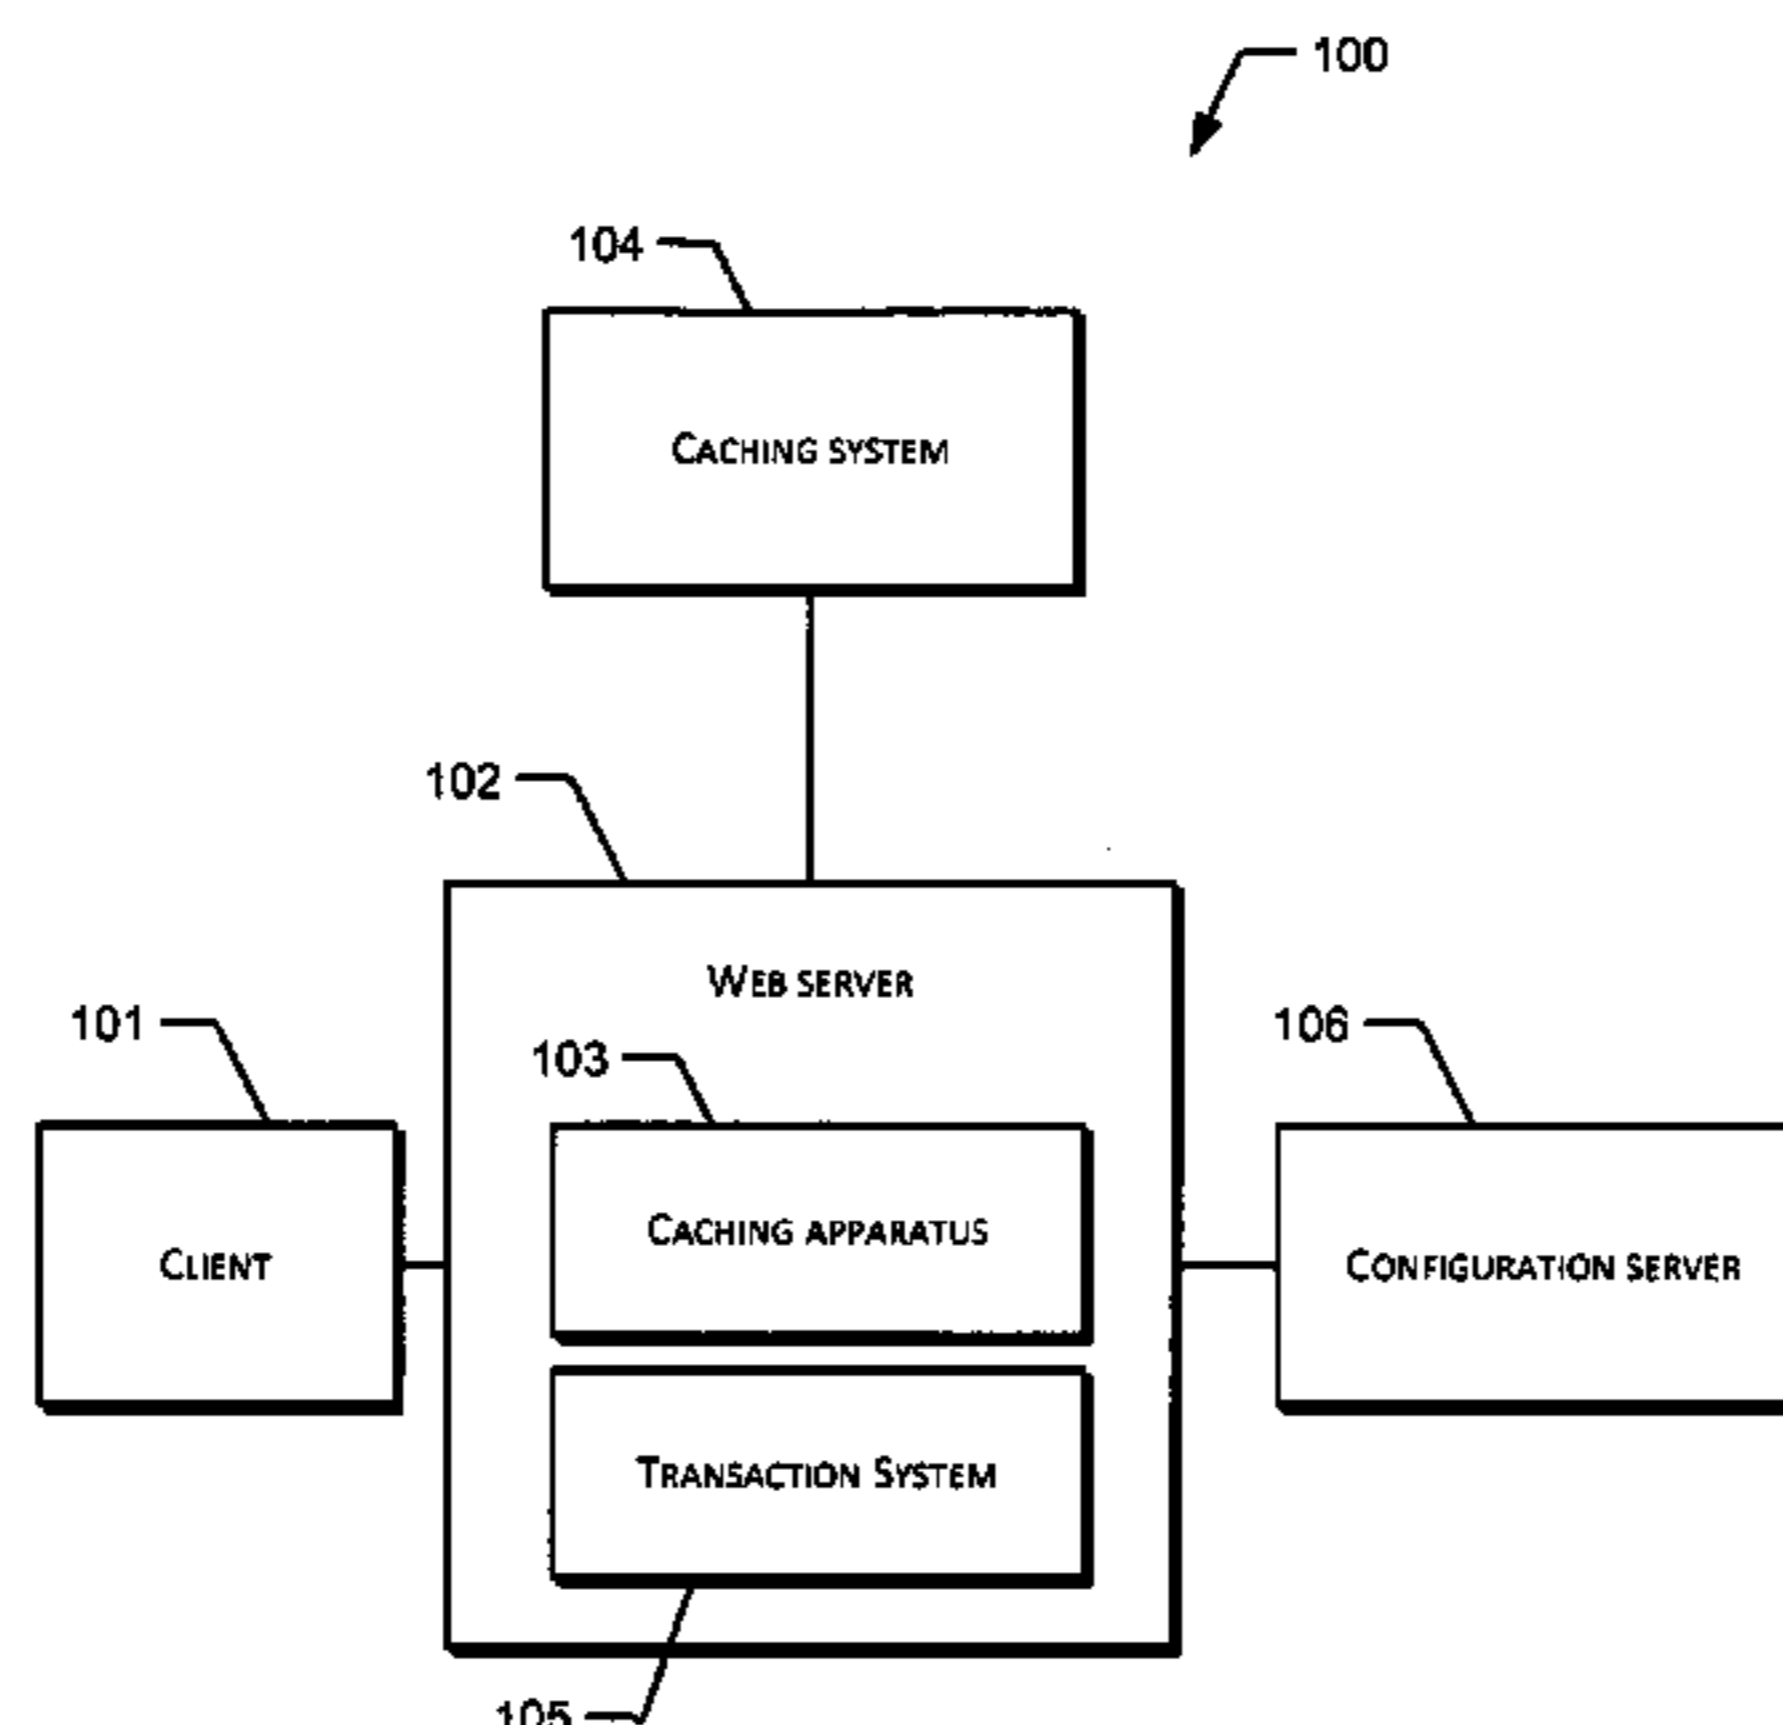 100
104
CACHING SYSTEM
102
WEB SERVER
101
103
106
CACHING APPARATUS
CLIENT
CONFIGURATION SERVER
TRANSACTION SYSTEM
105